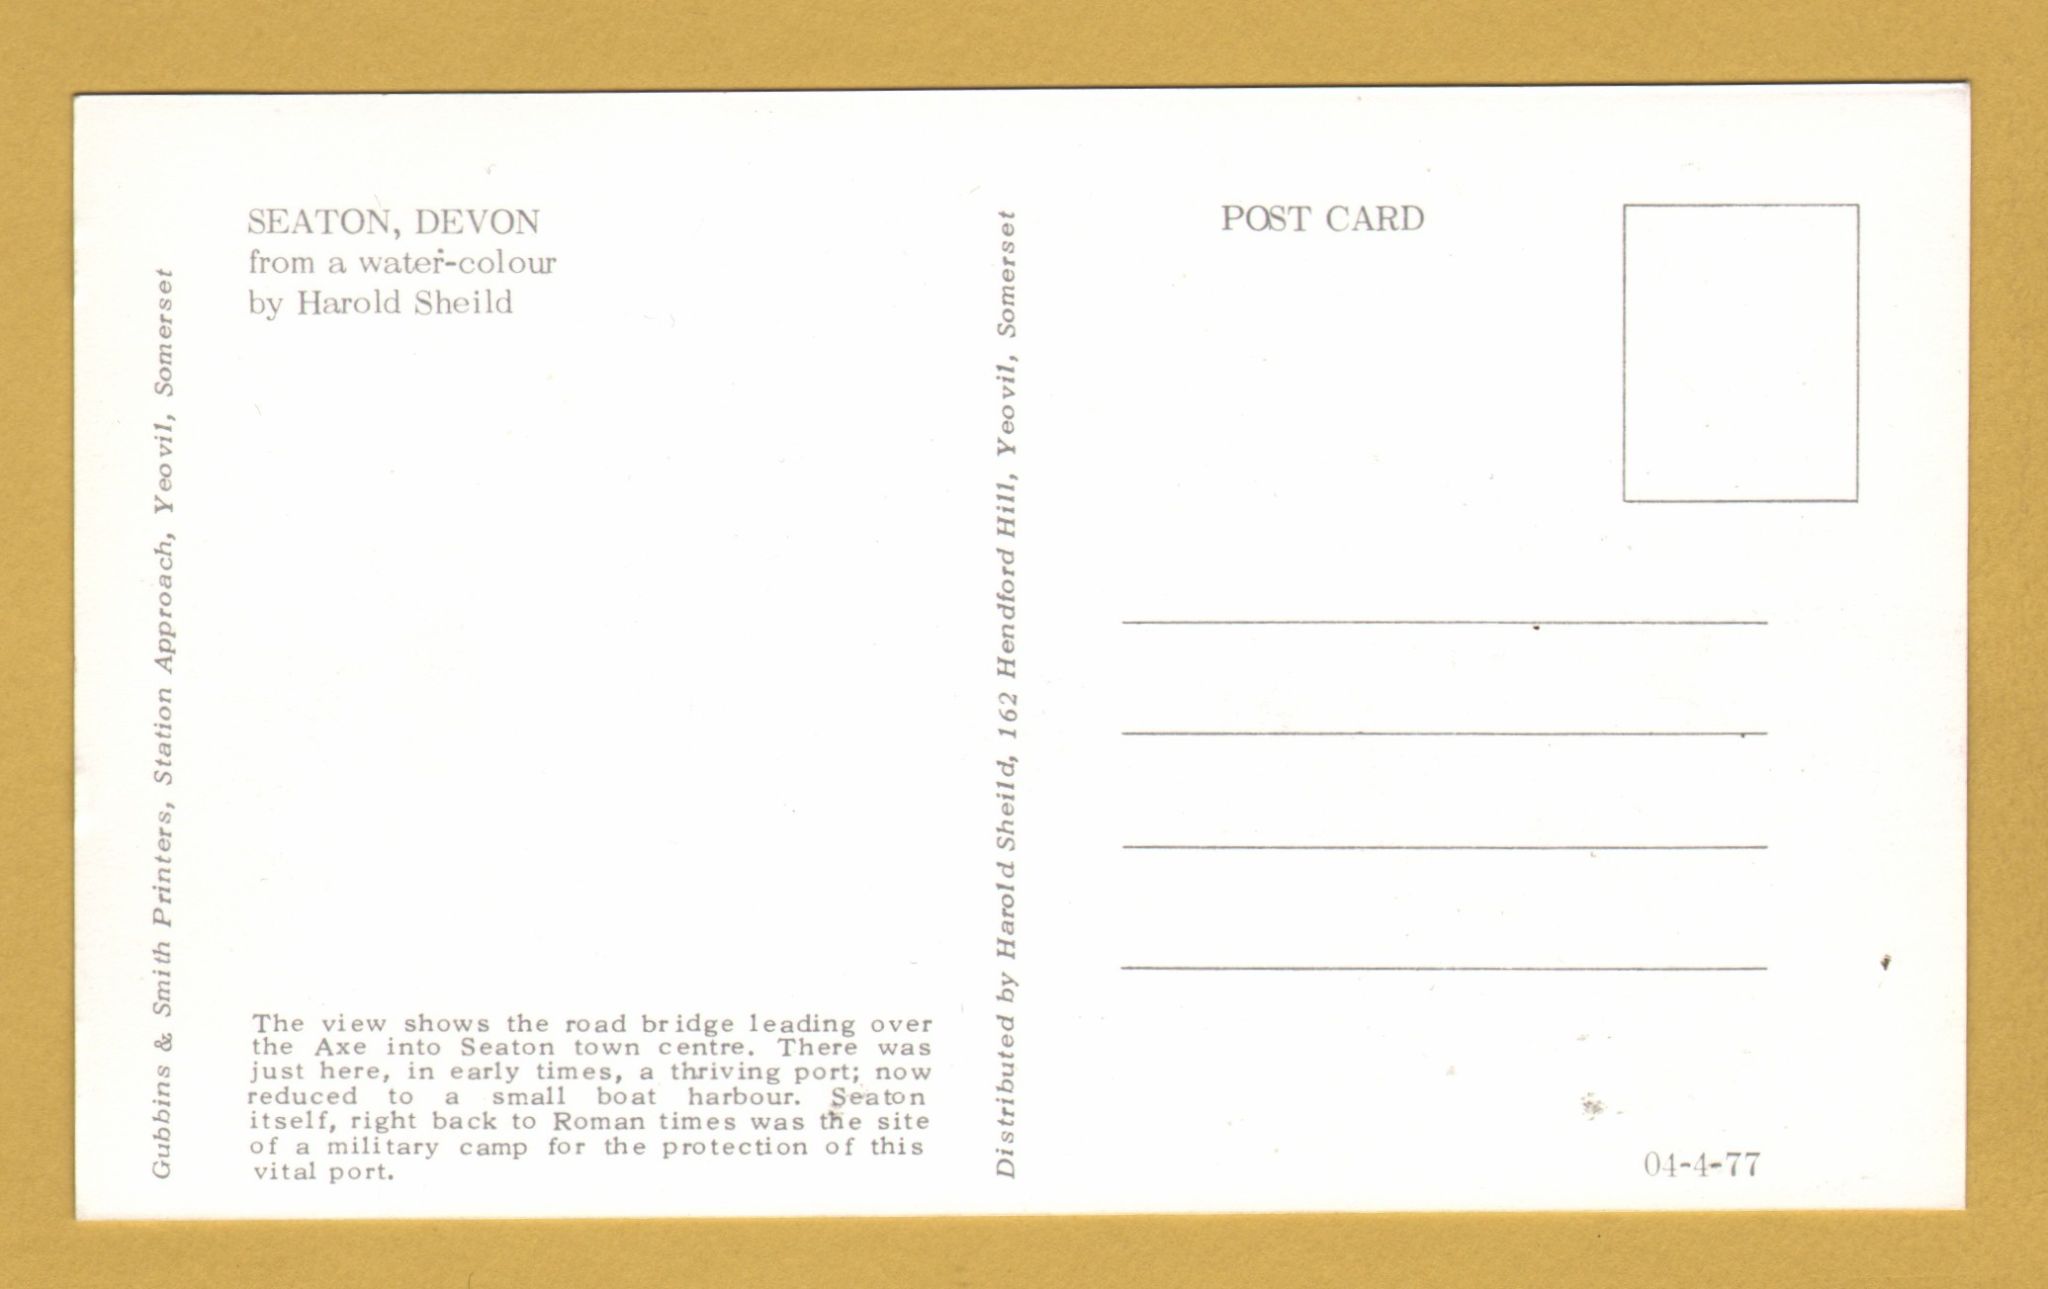 SEATON, DEVON
from a water-colour
by Harold Sheild
Gubbins & Smith Printers, Station Approach, Yeovil, Somerset
The view shows the road bridge leading over
the Axe into Seaton town centre. There was
just here, in early times, a thriving port; now
reduced to a small boat harbour. Seaton
itself, right back to Roman times was the site
of a military camp for the protection of this
vital port.
Distributed by Harold Sheild, 162 Hendford Hill, Yeovil, Somerset
POST CARD
04-4-77